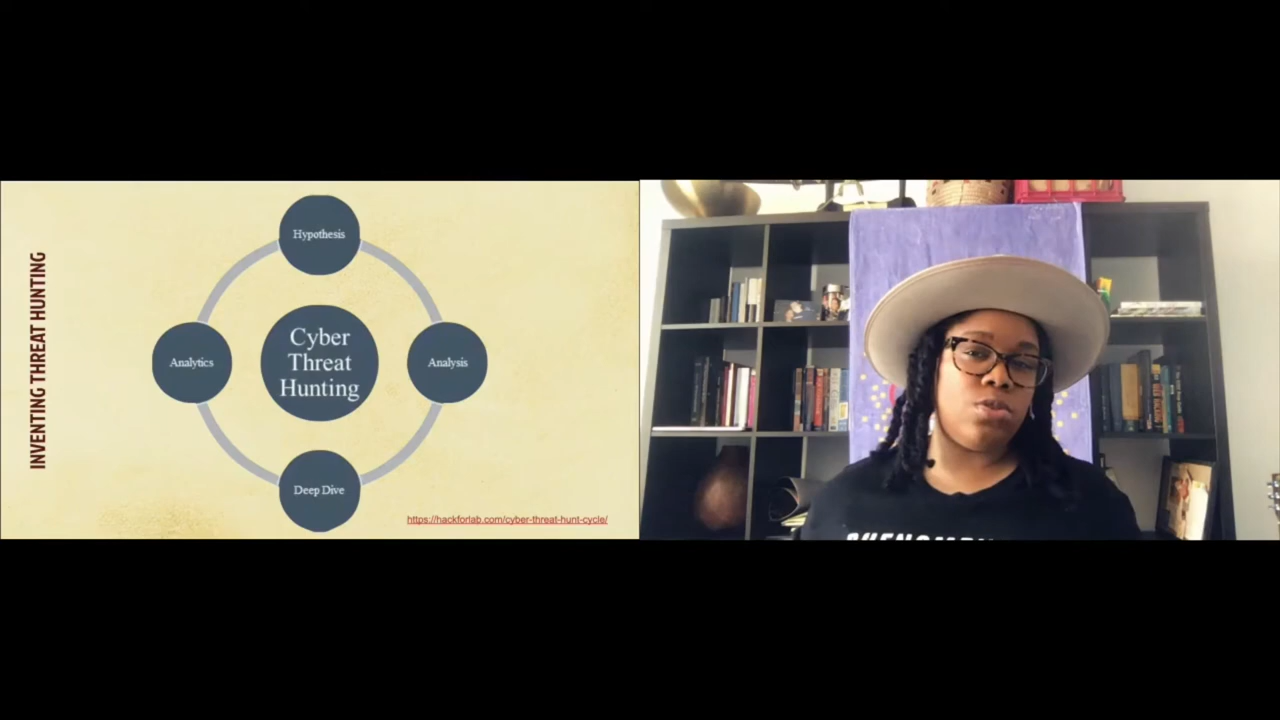 INVENTING THREAT HUNTING
Hypothesis
Analytics
Cyber
Threat
Hunting
Analysis
Deep Dive
https://hackforlab.com/cyber-threat-hunt-cycle/